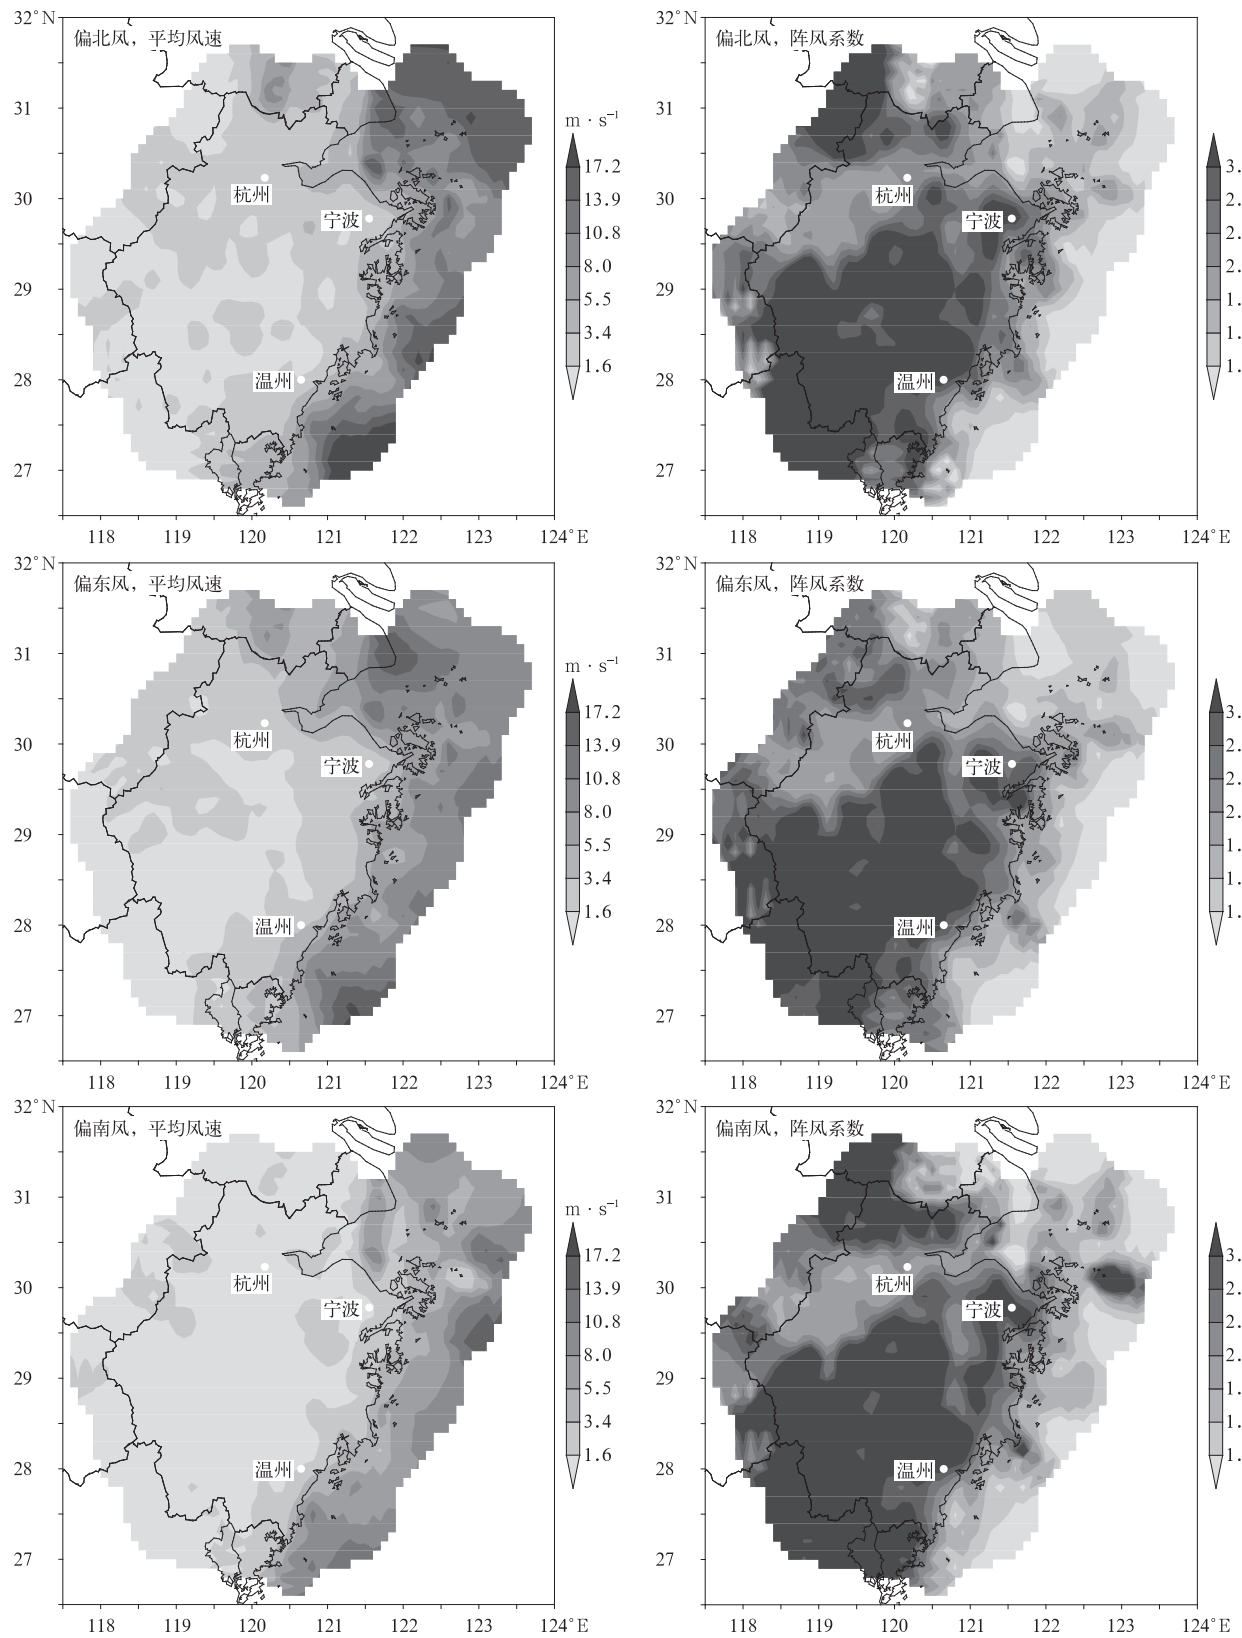 32°N
偏北风，平均风速
31
30
29
28
27
118 119 120 121 122 123 124°E
杭州
宁波
温州
m · s⁻¹
17.2
13.9
10.8
8.0
5.5
3.4
1.6
32°N
偏北风，阵风系数
31
30
29
28
27
118 119 120 121 122 123 124°E
杭州
宁波
温州
3.
2.
2.
2.
1.
1.
1.
32°N
偏东风，平均风速
31
30
29
28
27
118 119 120 121 122 123 124°E
杭州
宁波
温州
m · s⁻¹
17.2
13.9
10.8
8.0
5.5
3.4
1.6
32°N
偏东风，阵风系数
31
30
29
28
27
118 119 120 121 122 123 124°E
杭州
宁波
温州
3.
2.
2.
2.
1.
1.
1.
32°N
偏南风，平均风速
31
30
29
28
27
118 119 120 121 122 123 124°E
杭州
宁波
温州
m · s⁻¹
17.2
13.9
10.8
8.0
5.5
3.4
1.6
32°N
偏南风，阵风系数
31
30
29
28
27
118 119 120 121 122 123 124°E
杭州
宁波
温州
3.
2.
2.
2.
1.
1.
1.